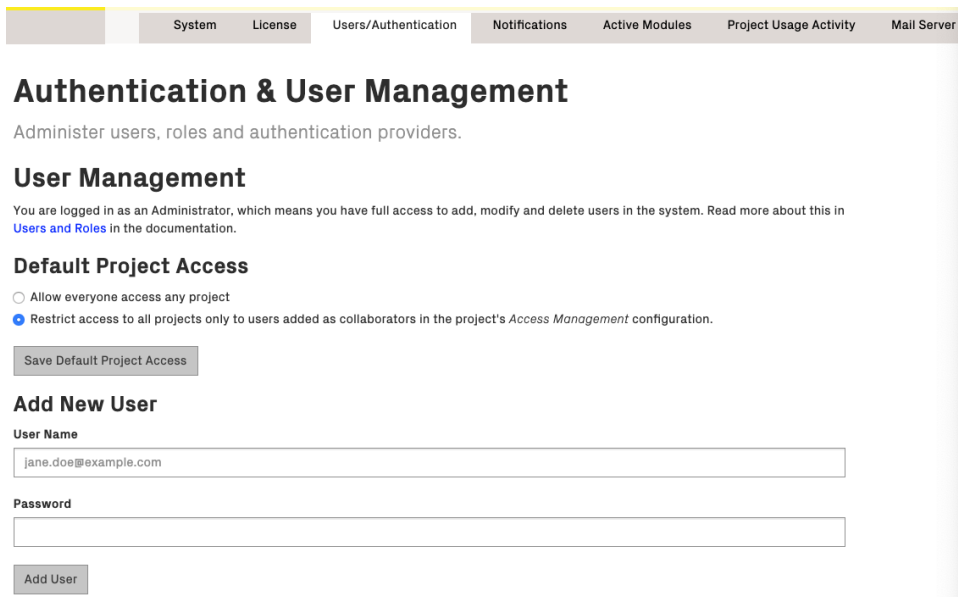 System License Users/Authentication Notifications Active Modules Project Usage Activity Mail Server
Authentication & User Management
Administer users, roles and authentication providers.
User Management
You are logged in as an Administrator, which means you have full access to add, modify and delete users in the system. Read more about this in
Users and Roles in the documentation.
Default Project Access
Allow everyone access any project
Restrict access to all projects only to users added as collaborators in the project's Access Management configuration.
Save Default Project Access
Add New User
User Name
jane.doe@example.com
Password
Add User